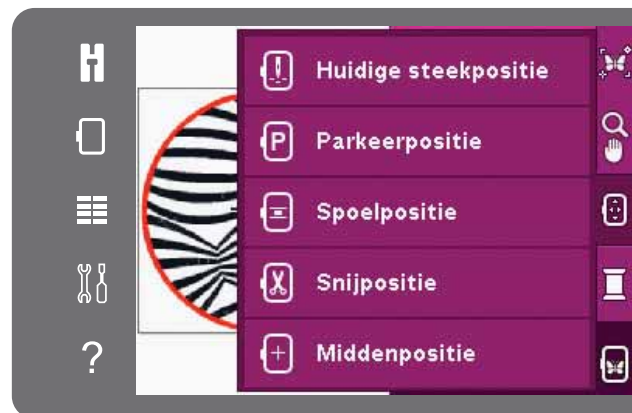 Huidige steekpositie
P Parkeerpositie
Spoelpositie
Snijpositie
Middenpositie
?